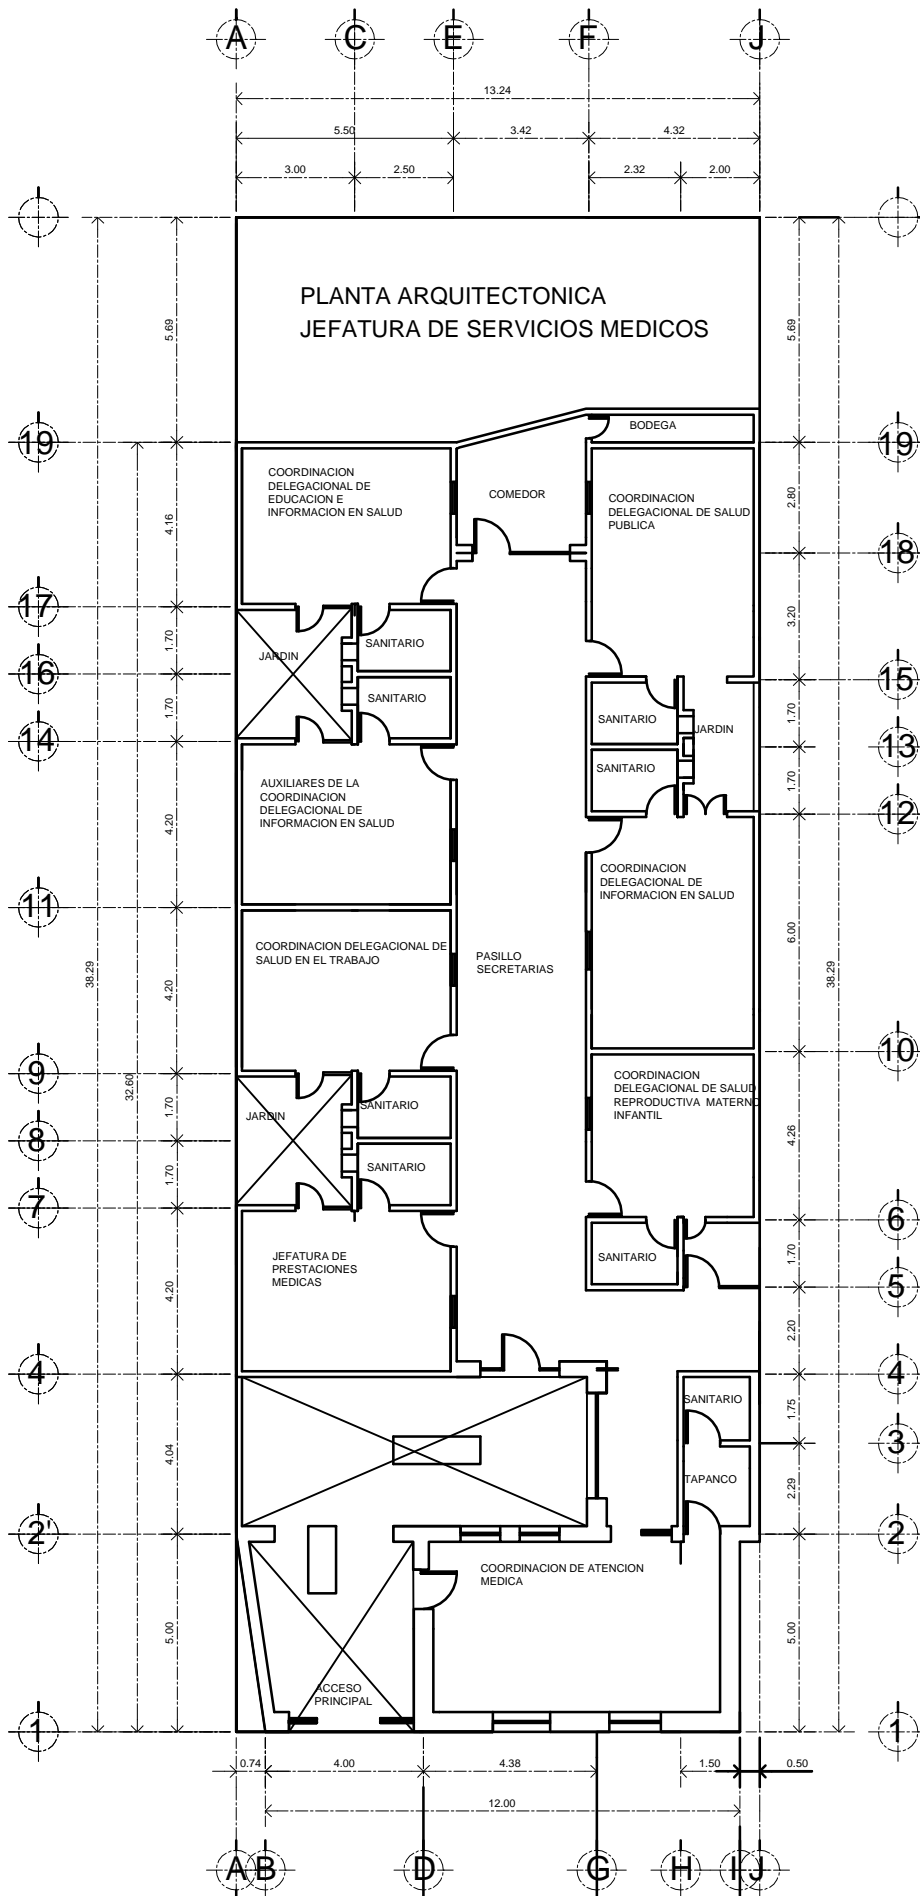 A C E F J
13.24
5.50 3.42 4.32
3.00 2.50 2.32 2.00
PLANTA ARQUITECTONICA
JEFATURA DE SERVICIOS MEDICOS
5.69
5.69
19
BODEGA
19
COORDINACION
DELEGACIONAL DE
EDUCACION E
INFORMACION EN SALUD
COMEDOR
COORDINACION
DELEGACIONAL DE SALUD
PUBLICA
4.16
2.80
18
17
3.20
JARDIN
SANITARIO
1.70
16
SANITARIO
15
1.70
SANITARIO
JARDIN
1.70
14
13
SANITARIO
1.70
AUXILIARES DE LA
COORDINACION
DELEGACIONAL DE
INFORMACION EN SALUD
12
4.20
COORDINACION
DELEGACIONAL DE
INFORMACION EN SALUD
11
6.00
COORDINACION DELEGACIONAL DE
SALUD EN EL TRABAJO
PASILLO
SECRETARIAS
38.29
4.20
38.29
10
9
32.60
COORDINACION
DELEGACIONAL DE SALUD
REPRODUCTIVA MATERNO
INFANTIL
JARDIN
SANITARIO
1.70
4.26
8
SANITARIO
1.70
7
6
JEFATURA DE
PRESTACIONES
MEDICAS
SANITARIO
1.70
4.20
5
2.20
4
4
SANITARIO
1.75
3
4.04
TAPANCO
2.29
2'
2
COORDINACION DE ATENCION
MEDICA
5.00
5.00
ACCESO
PRINCIPAL
1
1
0.74 4.00 4.38 1.50 0.50
12.00
A B D G H I J